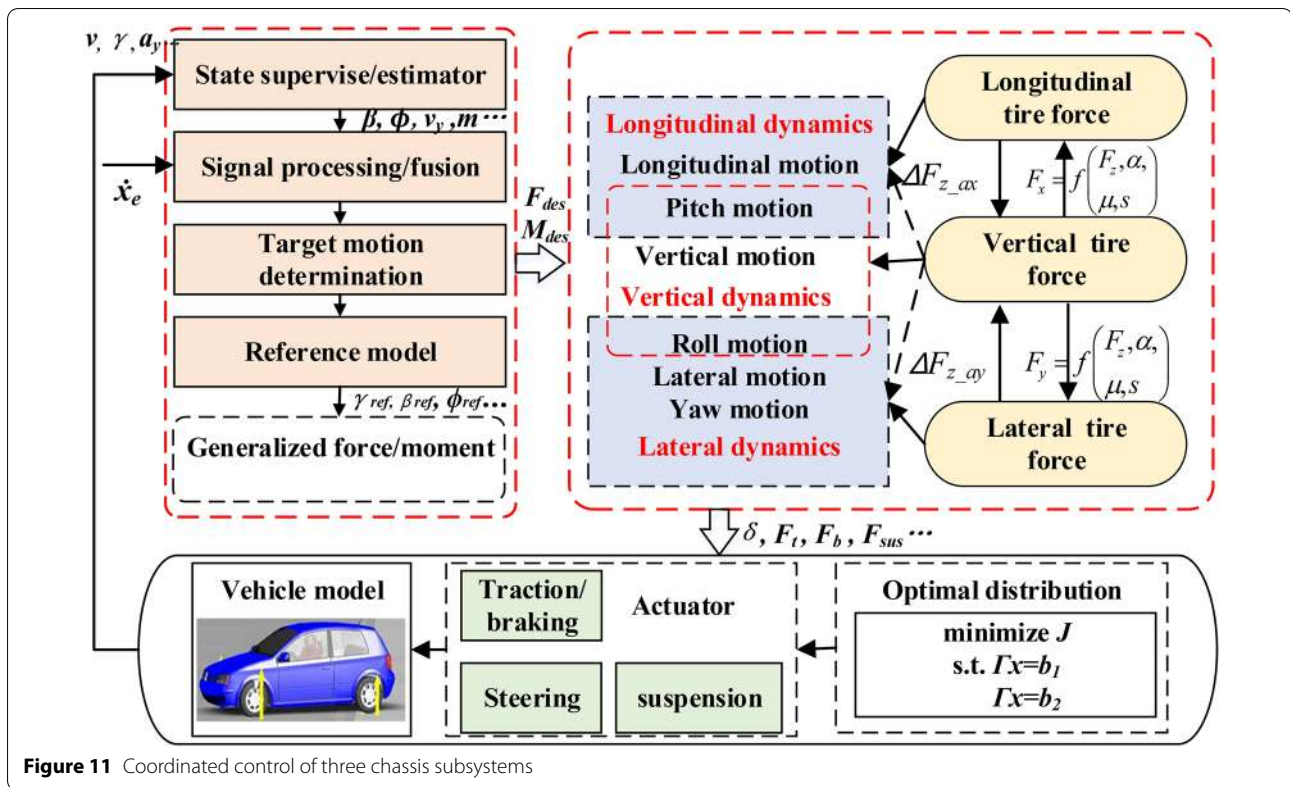 v, γ, a_y...
State supervise/estimator
β, ϕ, v_y ,m ⋯
Signal processing/fusion
ẋ_e
Target motion
determination
Reference model
γ_ref, β_ref, ϕ_ref...
Generalized force/moment
F_des
M_des
Longitudinal dynamics
Longitudinal motion
Pitch motion
Vertical motion
Vertical dynamics
Roll motion
Lateral motion
Yaw motion
Lateral dynamics
Longitudinal
tire force
ΔF_z_ax
F_x = f(F_z, α,
μ, s)
Vertical tire
force
ΔF_z_ay
F_y = f(F_z, α,
μ, s)
Lateral tire
force
δ, F_t, F_b, F_sus ⋯
Vehicle model
Traction/
braking
Actuator
Steering
suspension
Optimal distribution
minimize J
s.t. Γx=b_1
Γx=b_2
Figure 11 Coordinated control of three chassis subsystems